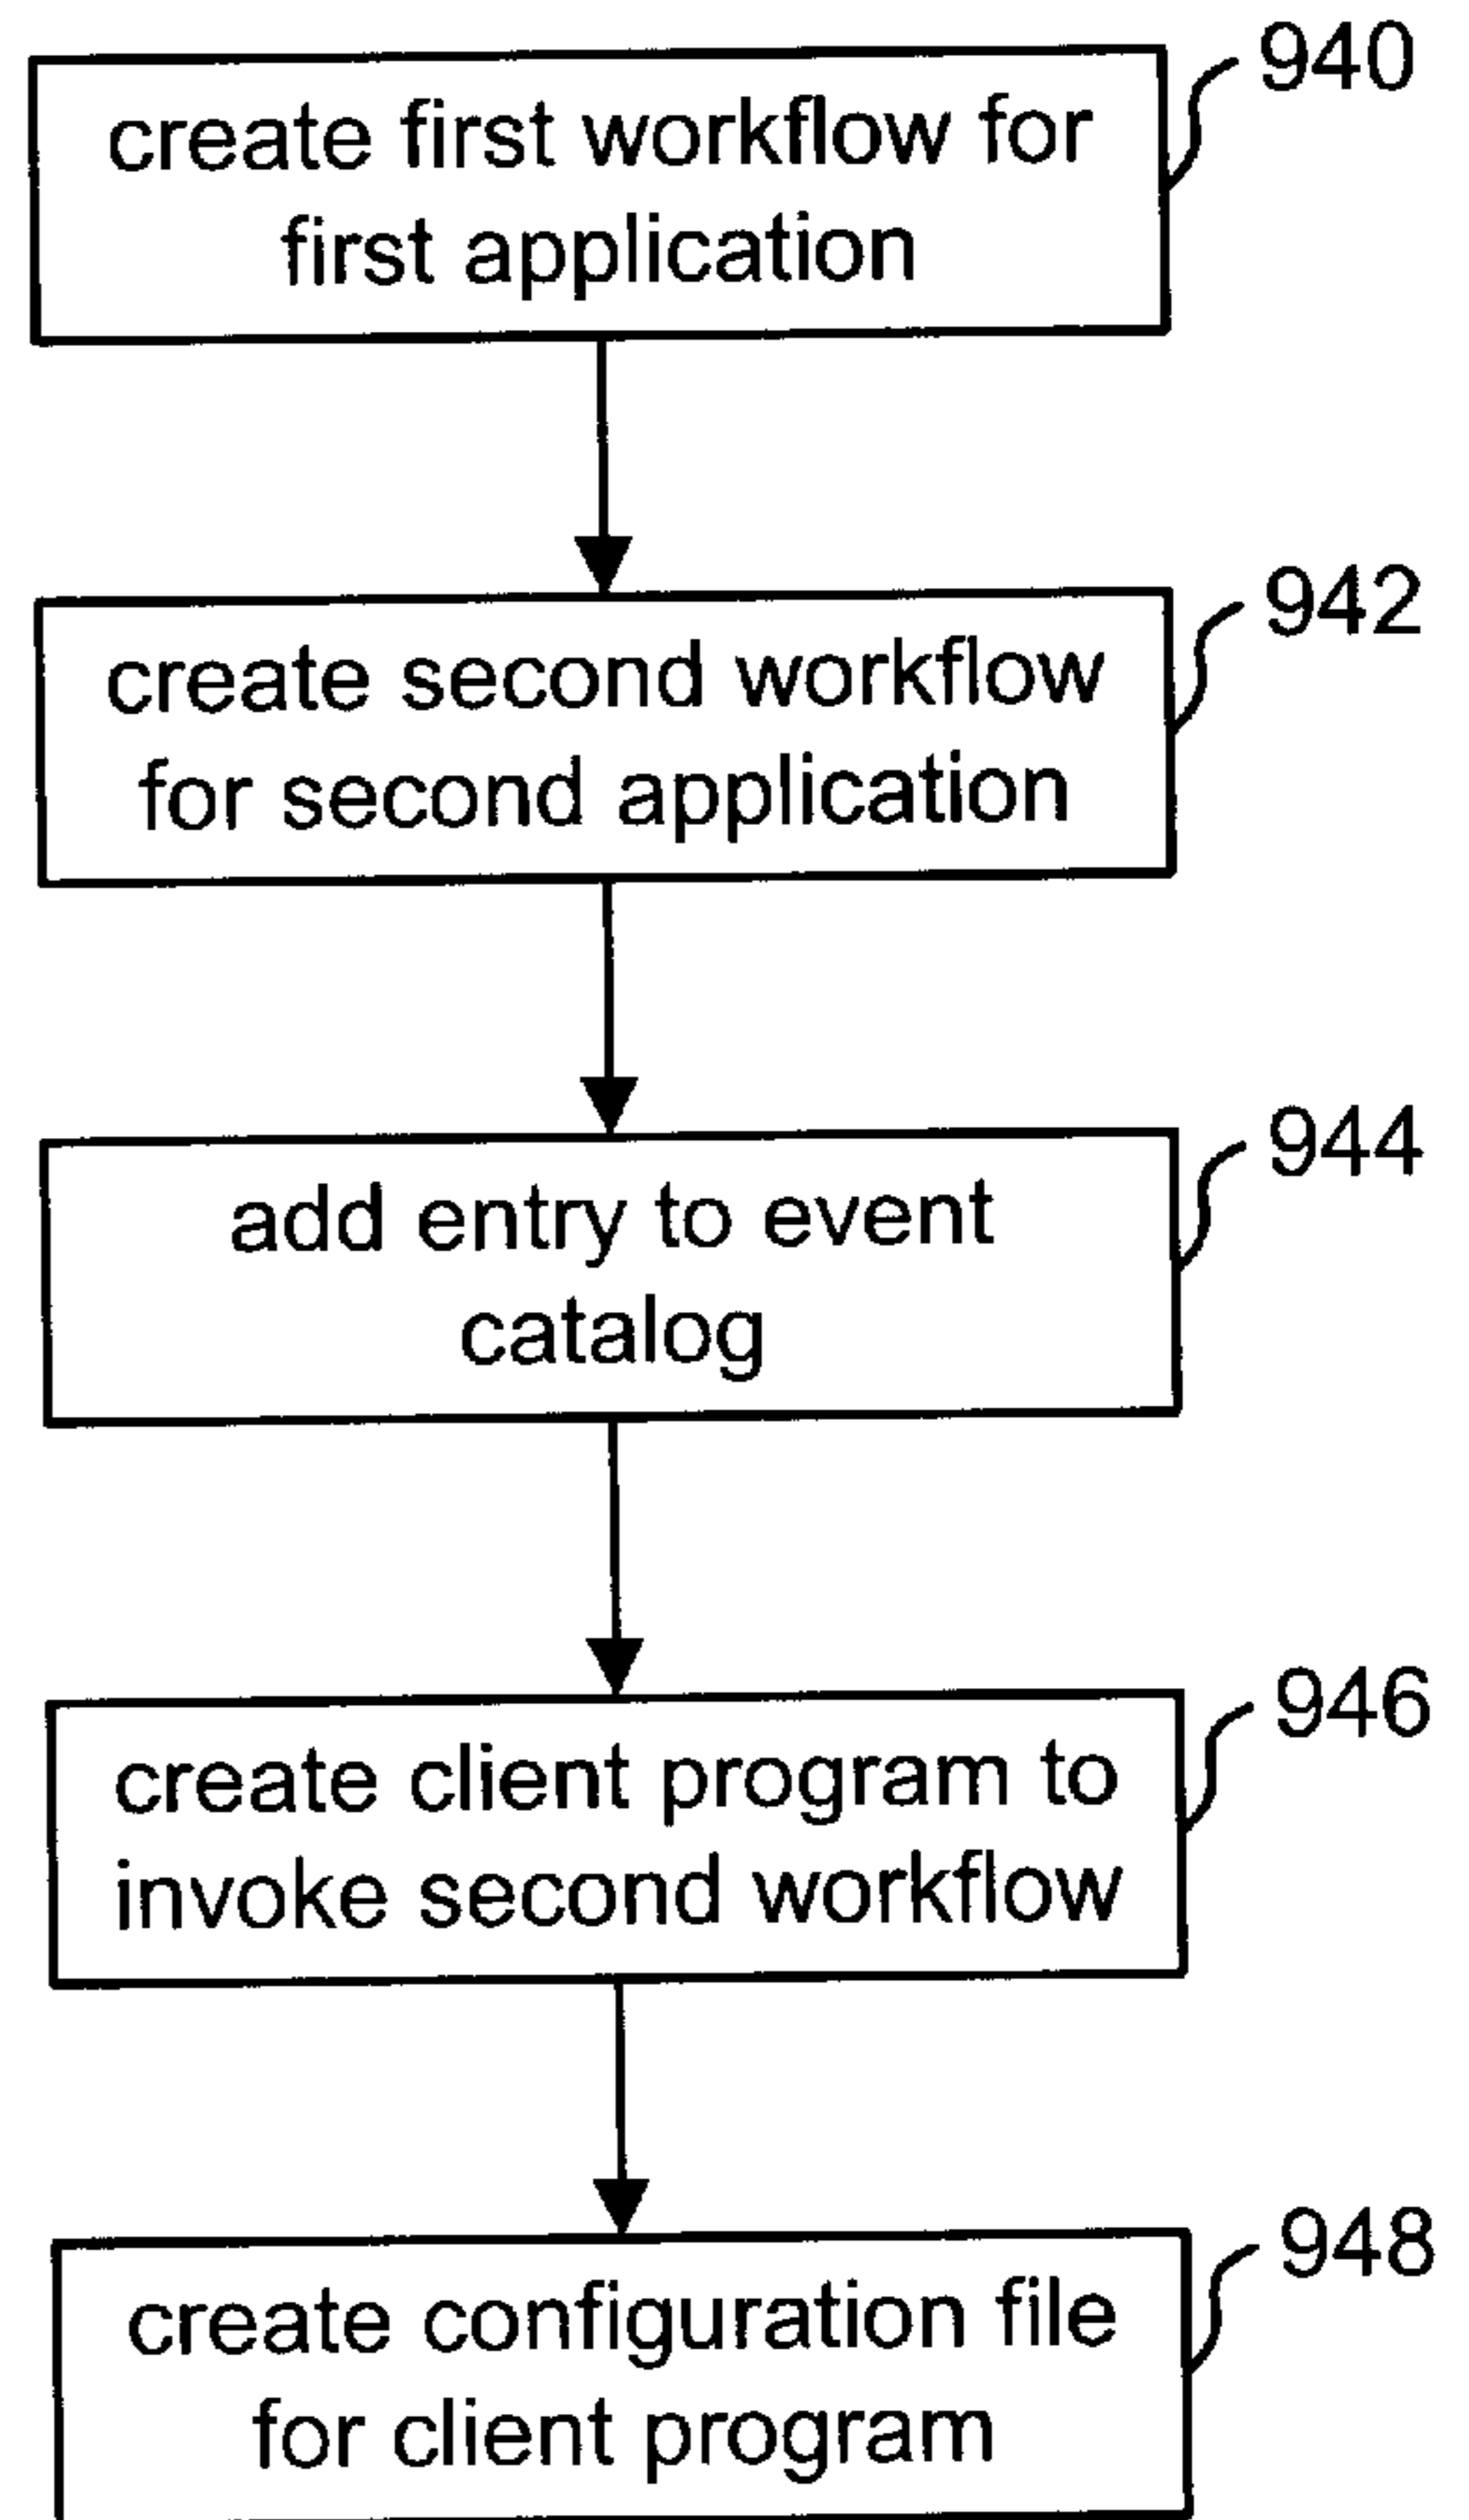 940
create first workflow for
first application
942
create second workflow
for second application
944
add entry to event
catalog
946
create client program to
invoke second workflow
948
create configuration file
for client program